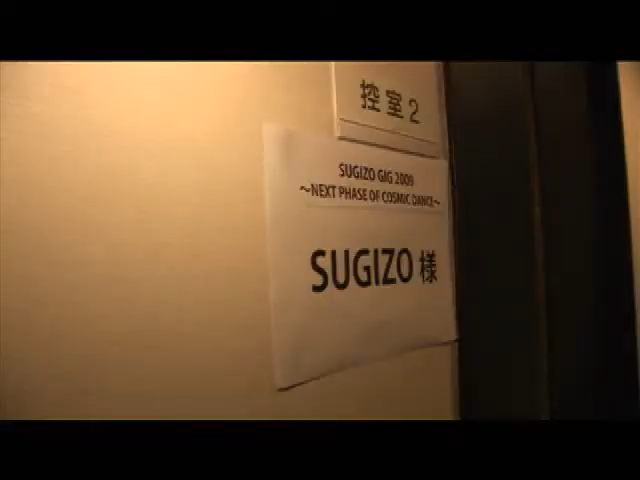 控室2
SUGIZO GIG 2009
～NEXT PHASE OF COSMIC DANCE～
SUGIZO 様